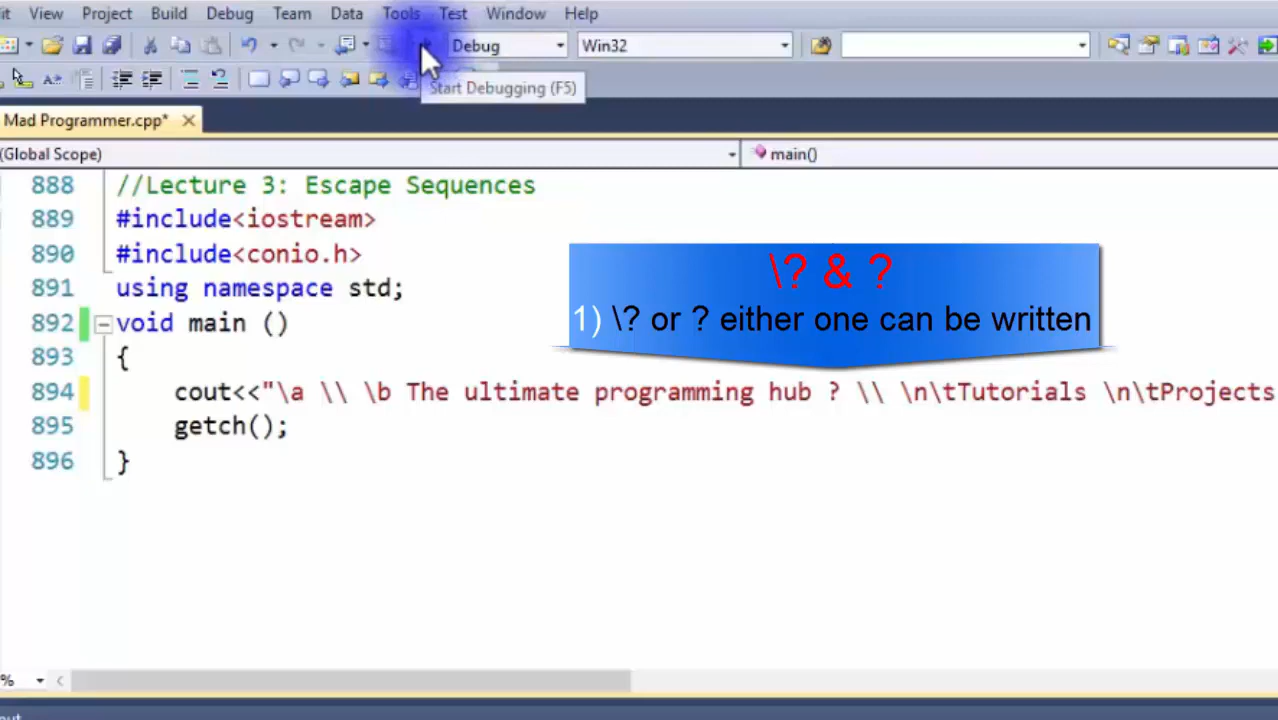 it View Project Build Debug Team Data Tools Test Window Help
Debug Win32
Start Debugging (F5)
Mad Programmer.cpp*
(Global Scope) main()
888 //Lecture 3: Escape Sequences
889 #include<iostream>
890 #include<conio.h>
\? & ?
891 using namespace std;
1) \? or ? either one can be written
892 void main ()
893 {
894 cout<<"\a \\ \b The ultimate programming hub ? \\ \n\tTutorials \n\tProjects
895 getch();
896 }
%